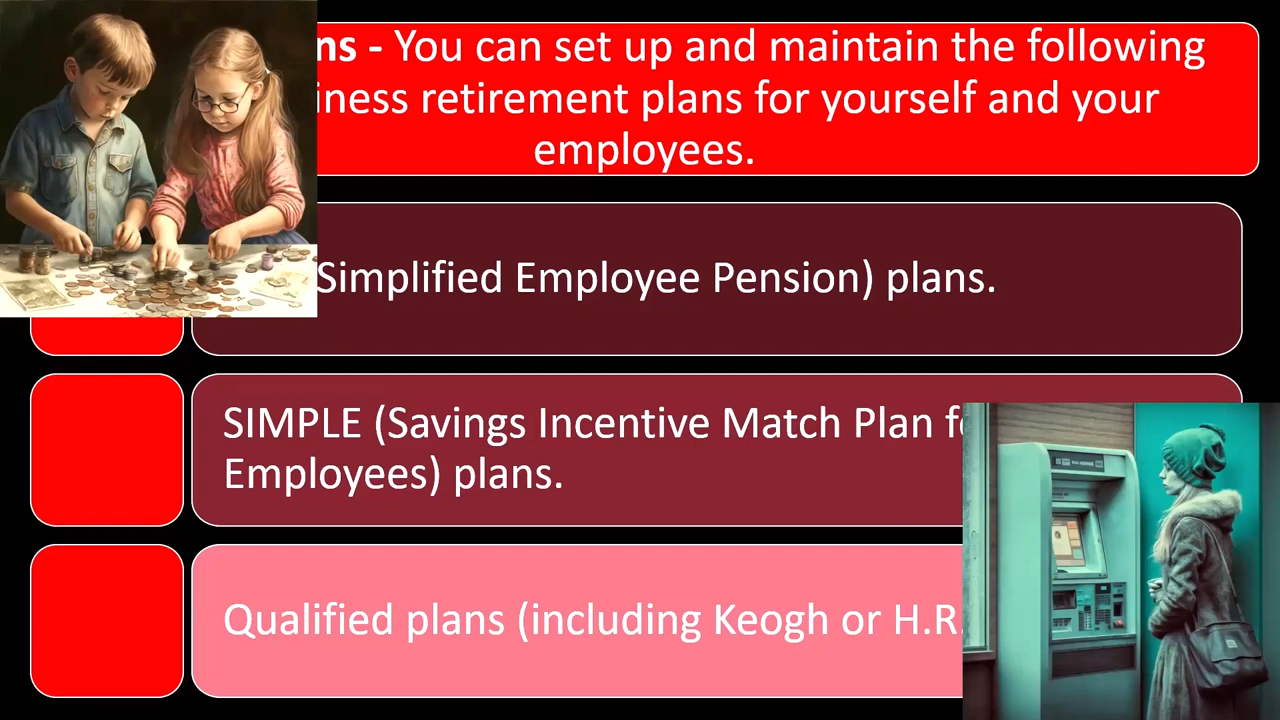 ns - You can set up and maintain the following
iness retirement plans for yourself and your
employees.
Simplified Employee Pension) plans.
SIMPLE (Savings Incentive Match Plan f
Employees) plans.
Qualified plans (including Keogh or H.R.